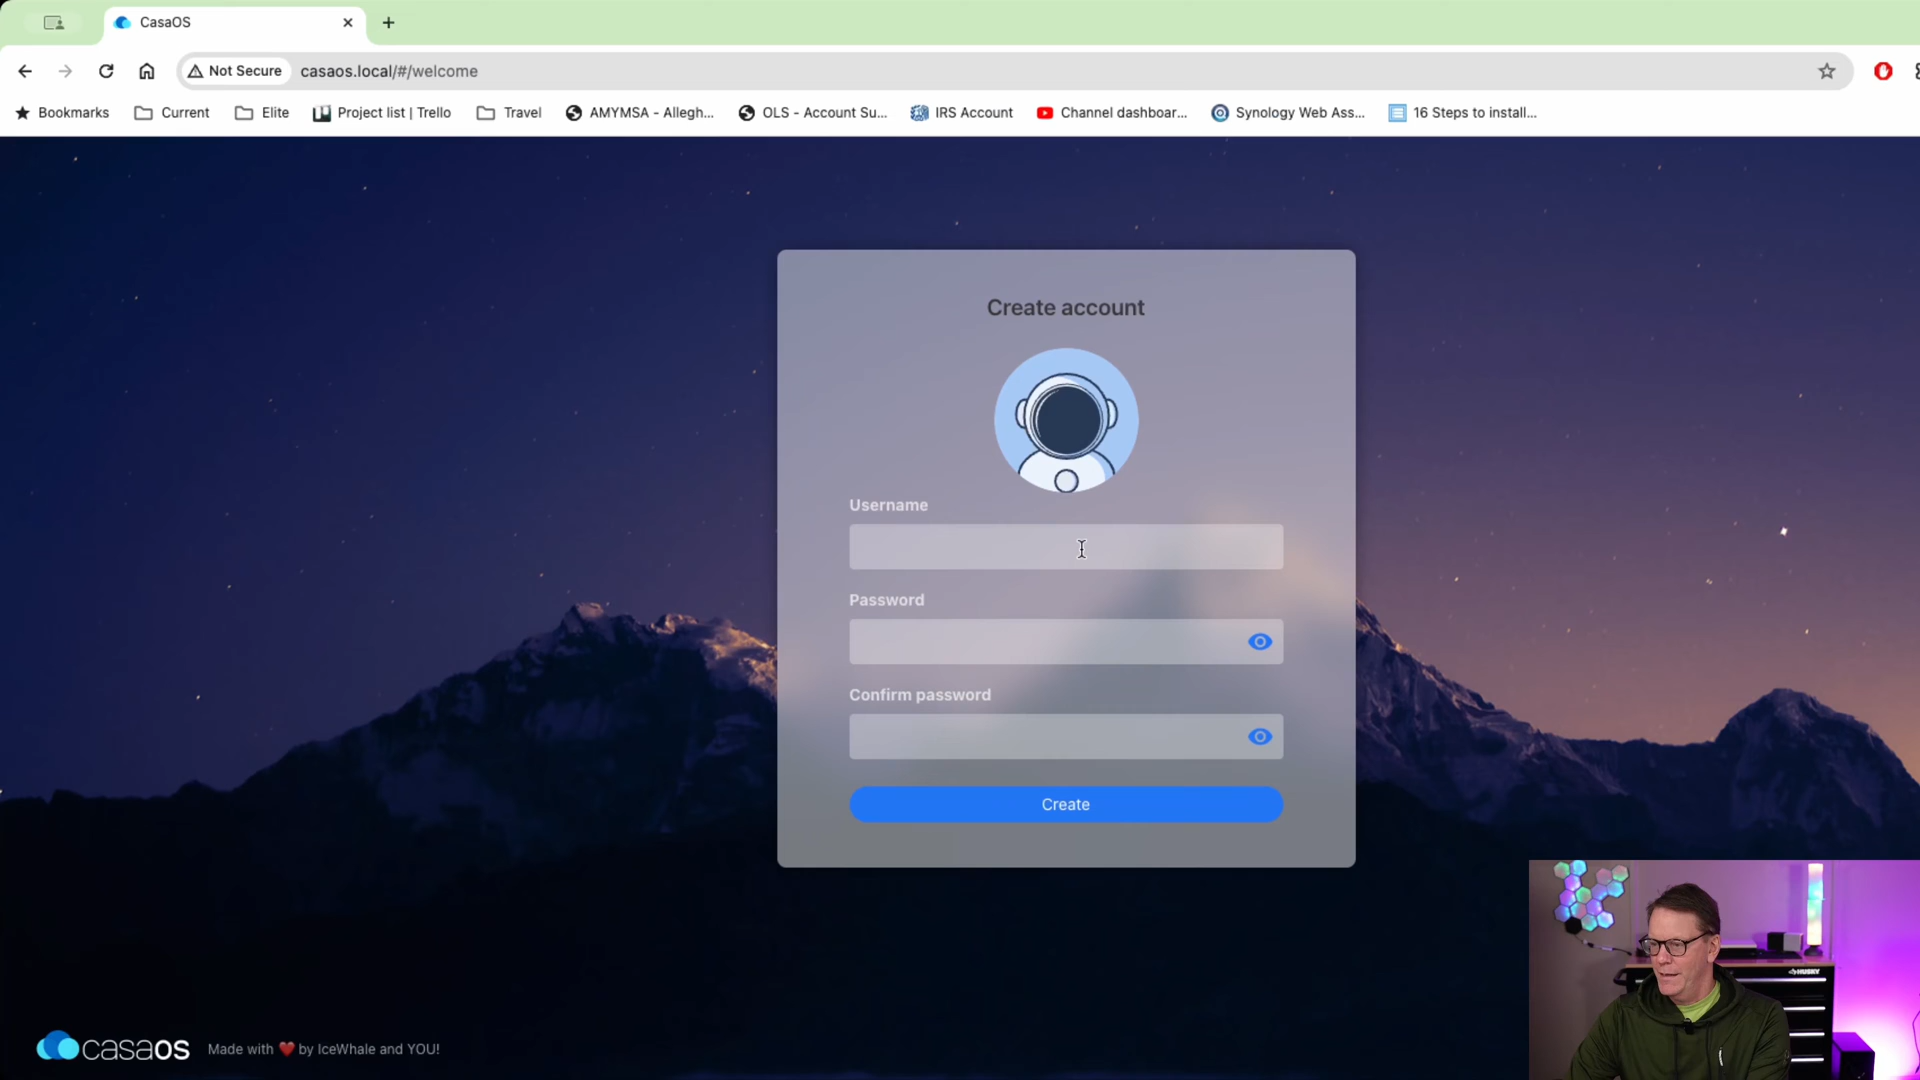 CasaOS
Not Secure
casaos.local/#/welcome
Bookmarks
Current
Elite
Project list | Trello
Travel
AMYMSA - Allegh...
OLS - Account Su...
IRS Account
Channel dashboar...
Synology Web Ass...
16 Steps to install...
Create account
Username
Password
Confirm password
Create
casaOS
Made with ❤️ by IceWhale and YOU!
HUSKY